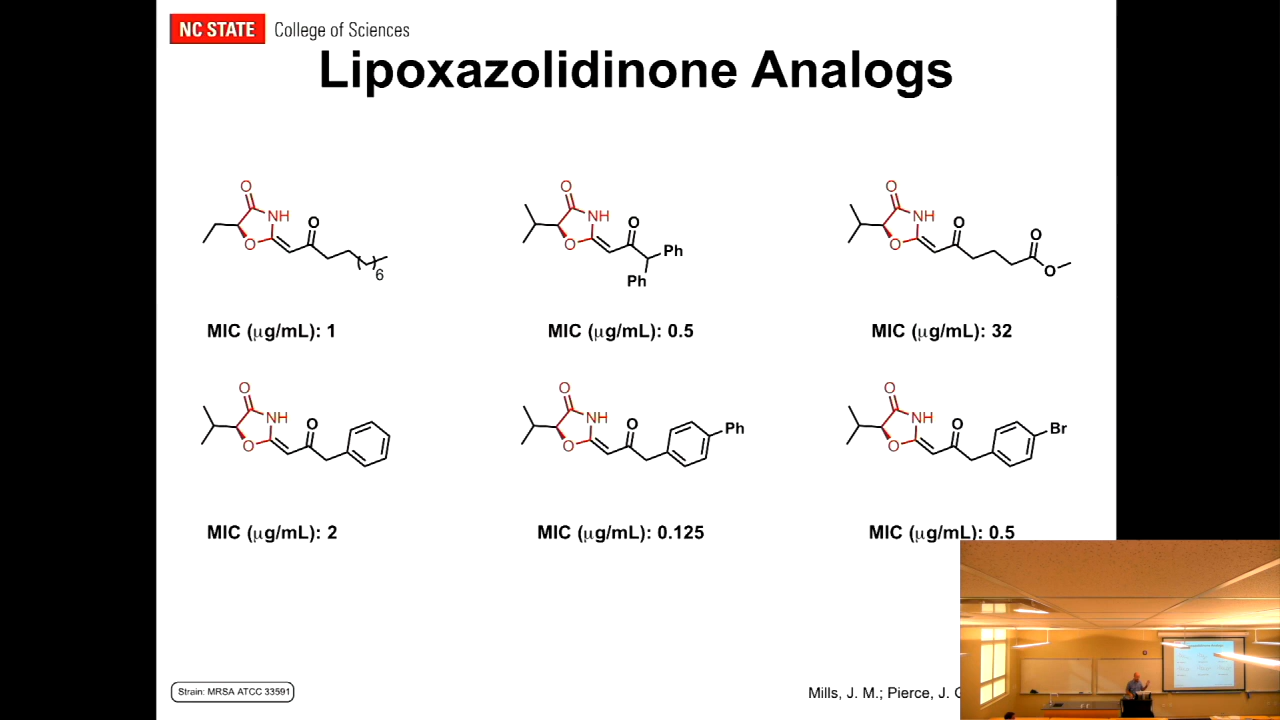 NC STATE College of Sciences
Lipoxazolidinone Analogs
O
NH
O
O
6
MIC (μg/mL): 1
O
NH
O
O
Ph
Ph
MIC (μg/mL): 0.5
O
NH
O
O
O
O
MIC (μg/mL): 32
O
NH
O
O
MIC (μg/mL): 2
O
NH
O
O
Ph
MIC (μg/mL): 0.125
O
NH
O
O
Br
MIC (μg/mL): 0.5
Strain: MRSA ATCC 33591
Mills, J. M.; Pierce, J.